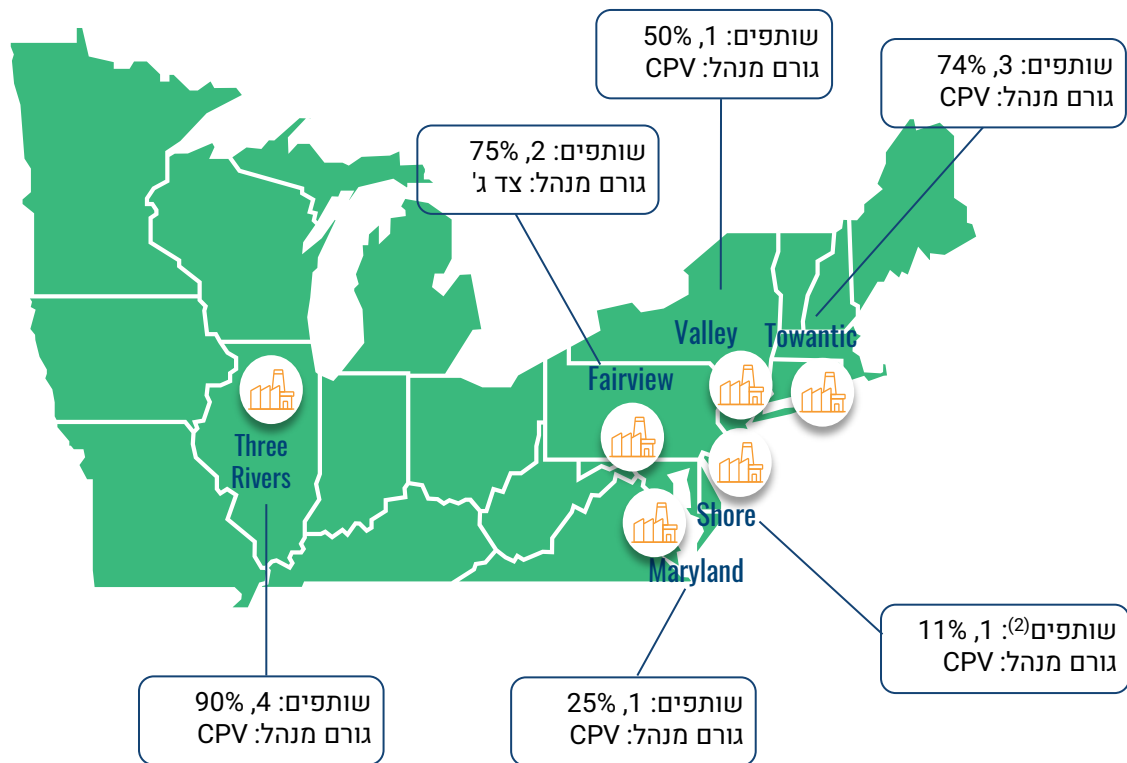 שותפים: 1, 50%
גורם מנהל: CPV
שותפים: 3, 74%
גורם מנהל: CPV
שותפים: 2, 75%
גורם מנהל: צד ג'
Valley
Towantic
Fairview
Three
Rivers
Shore
Maryland
שותפים(2): 1, 11%
גורם מנהל: CPV
שותפים: 4, 90%
גורם מנהל: CPV
שותפים: 1, 25%
גורם מנהל: CPV